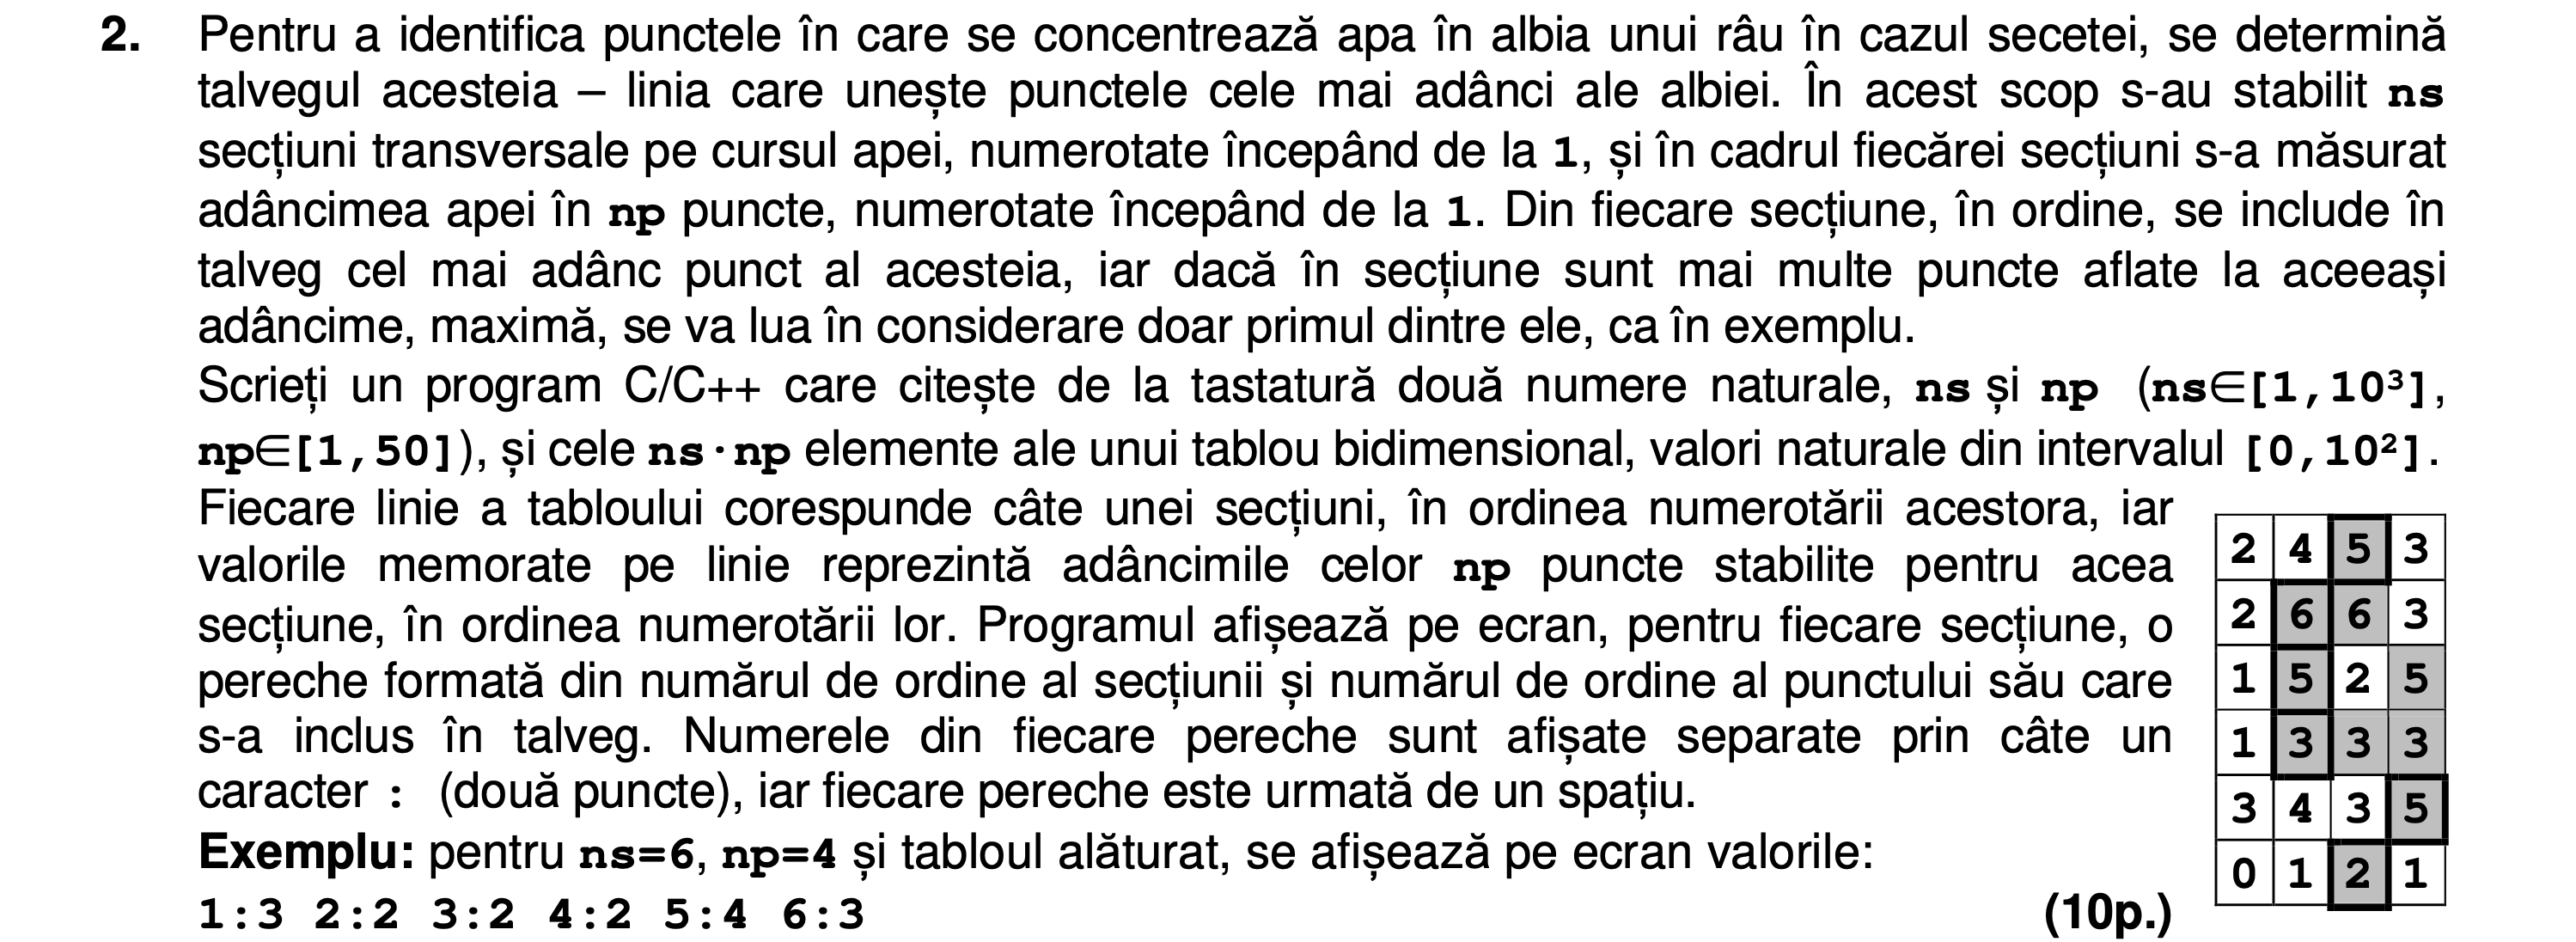 2. Pentru a identifica punctele în care se concentrează apa în albia unui râu în cazul secetei, se determină
talvegul acesteia – linia care unește punctele cele mai adânci ale albiei. În acest scop s-au stabilit ns
secțiuni transversale pe cursul apei, numerotate începând de la 1, și în cadrul fiecărei secțiuni s-a măsurat
adâncimea apei în np puncte, numerotate începând de la 1. Din fiecare secțiune, în ordine, se include în
talveg cel mai adânc punct al acesteia, iar dacă în secțiune sunt mai multe puncte aflate la aceeași
adâncime, maximă, se va lua în considerare doar primul dintre ele, ca în exemplu.
Scrieți un program C/C++ care citește de la tastatură două numere naturale, ns și np (ns∈[1,10³],
np∈[1,50]), și cele ns·np elemente ale unui tablou bidimensional, valori naturale din intervalul [0,10²].
Fiecare linie a tabloului corespunde câte unei secțiuni, în ordinea numerotării acestora, iar
valorile memorate pe linie reprezintă adâncimile celor np puncte stabilite pentru acea
secțiune, în ordinea numerotării lor. Programul afișează pe ecran, pentru fiecare secțiune, o
pereche formată din numărul de ordine al secțiunii și numărul de ordine al punctului său care
s-a inclus în talveg. Numerele din fiecare pereche sunt afișate separate prin câte un
caracter : (două puncte), iar fiecare pereche este urmată de un spațiu.
Exemplu: pentru ns=6, np=4 și tabloul alăturat, se afișează pe ecran valorile:
1:3 2:2 3:2 4:2 5:4 6:3 (10p.)
2 4 5 3
2 6 6 3
1 5 2 5
1 3 3 3
3 4 3 5
0 1 2 1